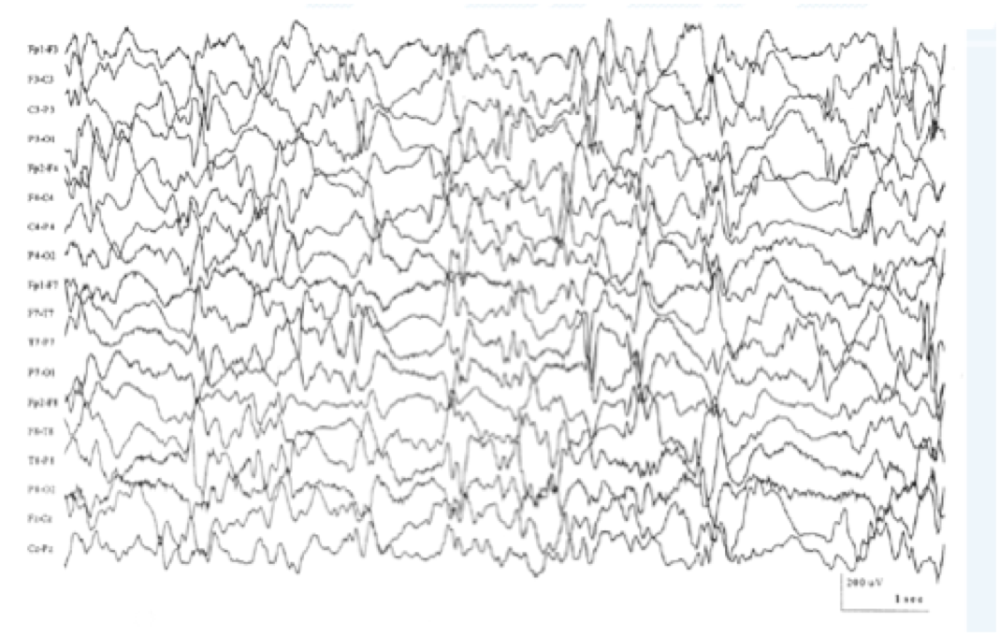 Fp1-F3
F3-C3
C3-P3
P3-O1
Fp2-F4
F4-C4
C4-P4
P4-O2
Fp1-F7
F7-T7
T7-P7
P7-O1
Fp2-F8
F8-T8
T8-P8
P8-O2
Fz-Cz
Cz-Pz
200 uV
1 sec